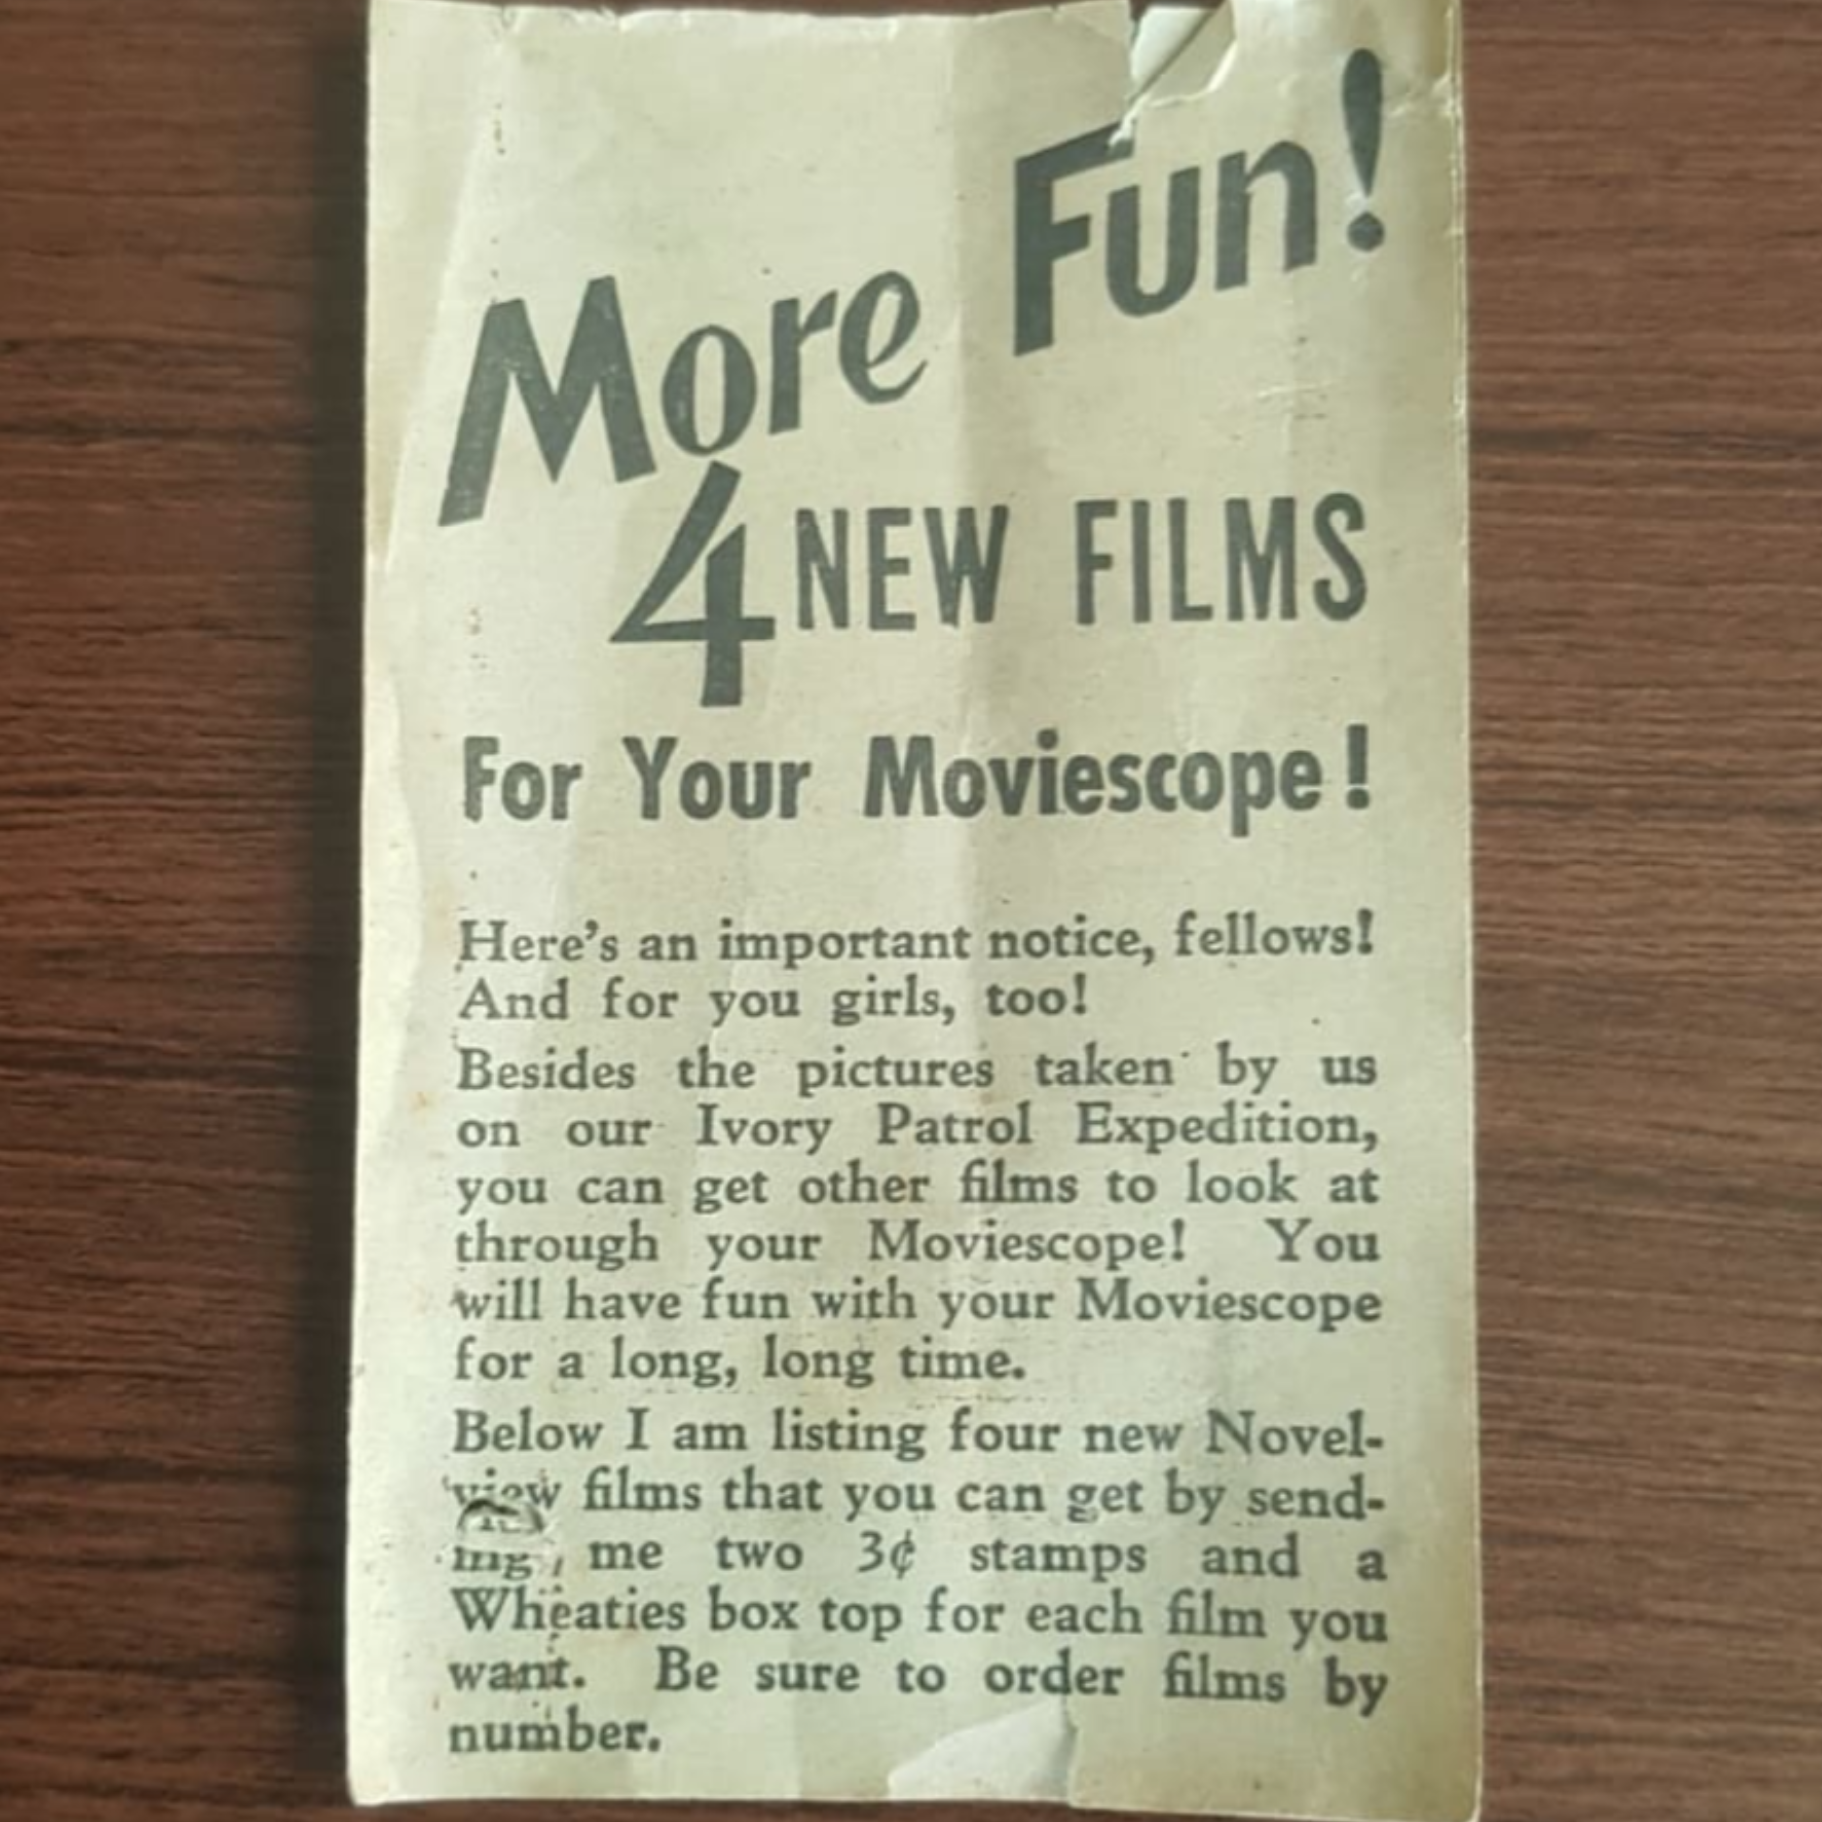 More Fun!
4 NEW FILMS
For Your Moviescope!
Here's an important notice, fellows!
And for you girls, too!
Besides the pictures taken by us
on our Ivory Patrol Expedition,
you can get other films to look at
through your Moviescope! You
will have fun with your Moviescope
for a long, long time.
Below I am listing four new Novel-
view films that you can get by send-
ing me two 3¢ stamps and a
Wheaties box top for each film you
want. Be sure to order films by
number.